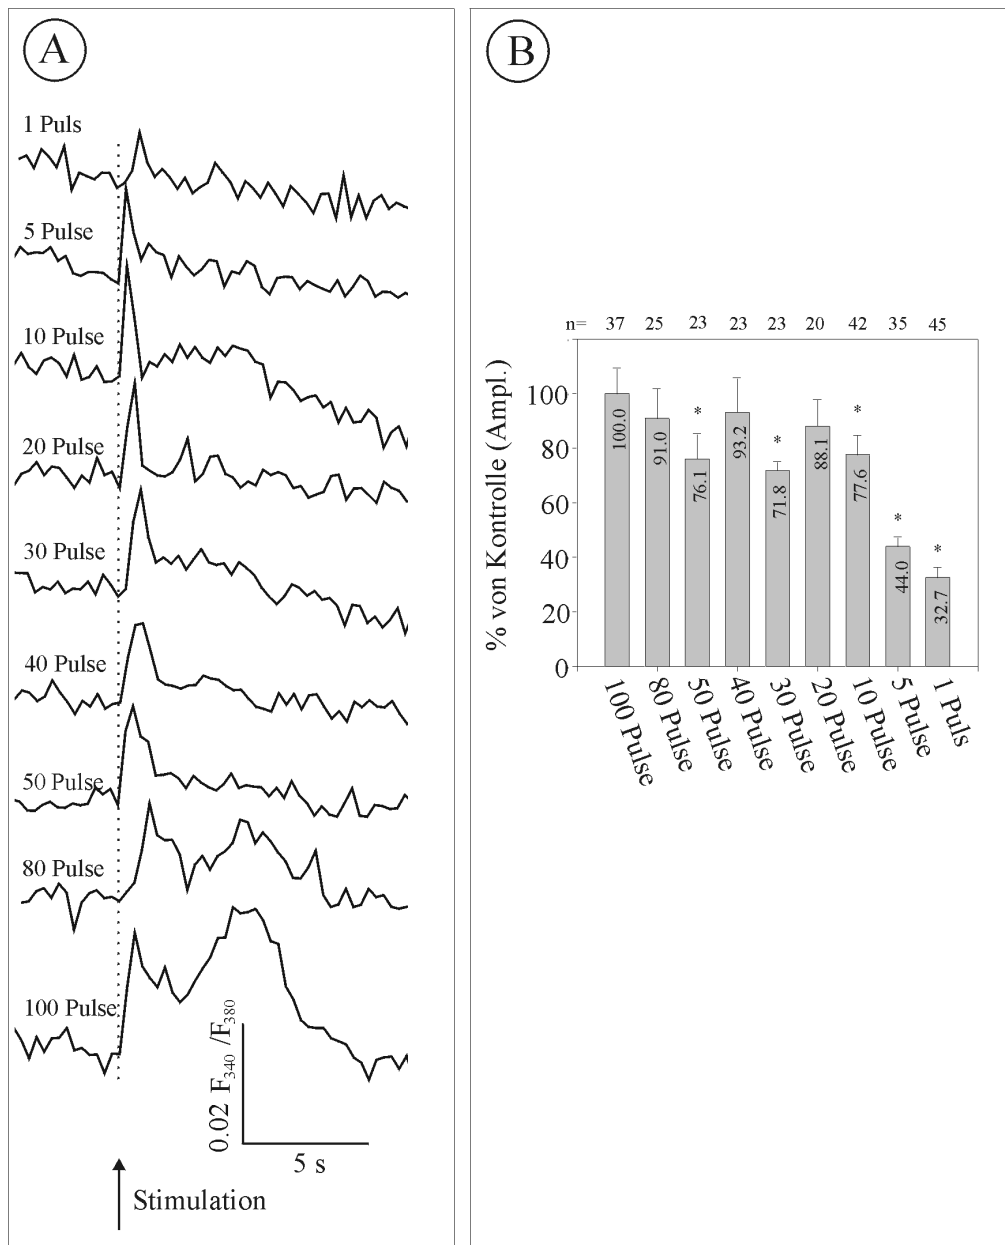 A
1 Puls
5 Pulse
10 Pulse
20 Pulse
30 Pulse
40 Pulse
50 Pulse
80 Pulse
100 Pulse
0.02 F340 /F380
5 s
Stimulation
B
n= 37 25 23 23 23 20 42 35 45
% von Kontrolle (Ampl.)
100
80
60
40
20
0
100.0
91.0
* 76.1
93.2
* 71.8
88.1
* 77.6
* 44.0
* 32.7
100 Pulse
80 Pulse
50 Pulse
40 Pulse
30 Pulse
20 Pulse
10 Pulse
5 Pulse
1 Puls